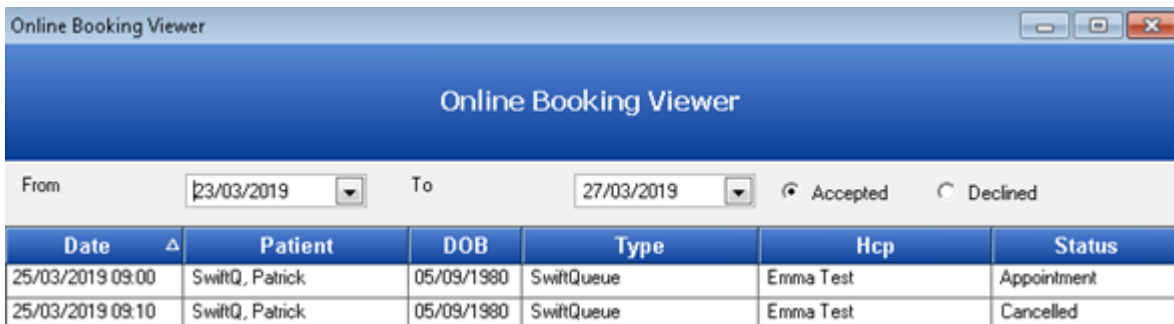 Online Booking Viewer
Online Booking Viewer
From 23/03/2019 To 27/03/2019 Accepted Declined
Date Patient DOB Type Hcp Status
25/03/2019 09:00 SwiftQ, Patrick 05/09/1980 SwiftQueue Emma Test Appointment
25/03/2019 09:10 SwiftQ, Patrick 05/09/1980 SwiftQueue Emma Test Cancelled